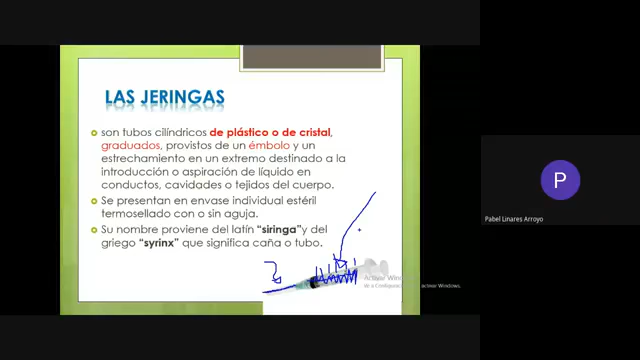 LAS JERINGAS
son tubos cilíndricos de plástico o de cristal,
graduados, provistos de un émbolo y un
estrechamiento en un extremo destinado a la
introducción o aspiración de líquido en
conductos, cavidades o tejidos del cuerpo.
Se presentan en envase individual estéril
termosellado con o sin aguja.
Su nombre proviene del latín "siringa" y del
griego "syrinx" que significa caña o tubo.
P
Pabel Linares Arroyo